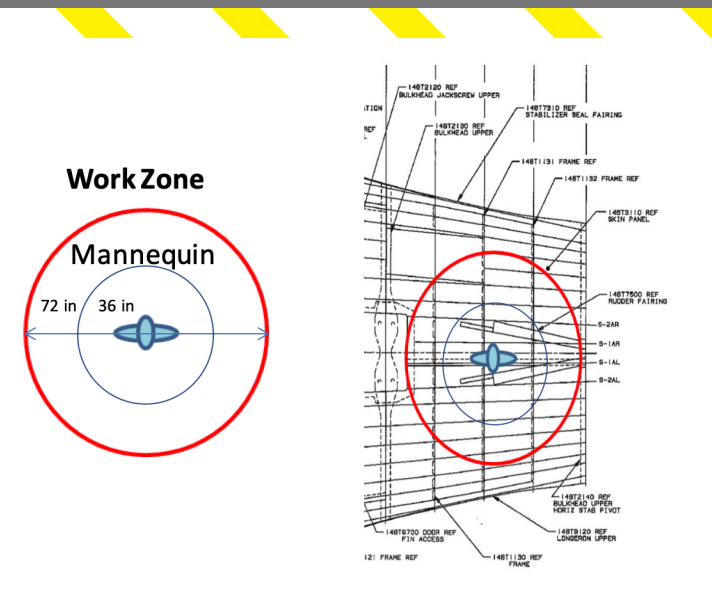 Work Zone
Mannequin
72 in
36 in
148T2120 REF
BULKHEAD JACKSCREW UPPER
TION
REF
L
148T2130 REF
BULKHEAD UPPER
148T7310 REF
STABILIZER SEAL FAIRING
148T1131 FRAME REF
148T1132 FRAME REF
148T3110 REF
SKIN PANEL
148T7500 REF
RUDDER FAIRING
S-2AR
S-1AR
S-1AL
S-2AL
148T2140 REF
BULKHEAD UPPER
HORIZ STAB PIVOT
148T6700 DOOR REF
FIN ACCESS
148T9120 REF
LONGERON UPPER
121 FRAME REF
148T1130 REF
FRAME